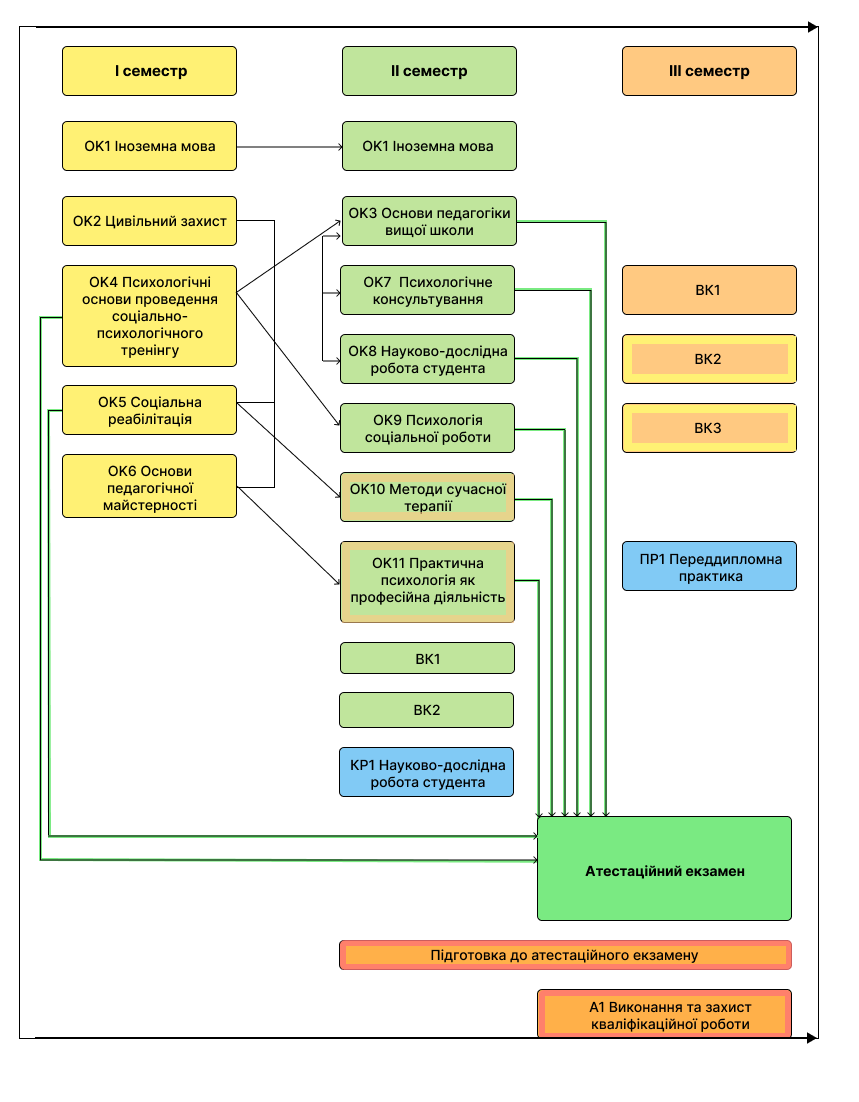 I семестр
II семестр
III семестр
ОК1 Іноземна мова
ОК1 Іноземна мова
ОК2 Цивільний захист
ОК3 Основи педагогіки
вищої школи
ОК4 Психологічні
основи проведення
соціально-
психологічного
тренінгу
ОК7 Психологічне
консультування
ВК1
ОК8 Науково-дослідна
робота студента
ВК2
ОК5 Соціальна
реабілітація
ОК9 Психологія
соціальної роботи
ВК3
ОК6 Основи
педагогічної
майстерності
ОК10 Методи сучасної
терапії
ОК11 Практична
психологія як
професійна діяльність
ПР1 Переддипломна
практика
ВК1
ВК2
КР1 Науково-дослідна
робота студента
Атестаційний екзамен
Підготовка до атестаційного екзамену
А1 Виконання та захист
кваліфікаційної роботи